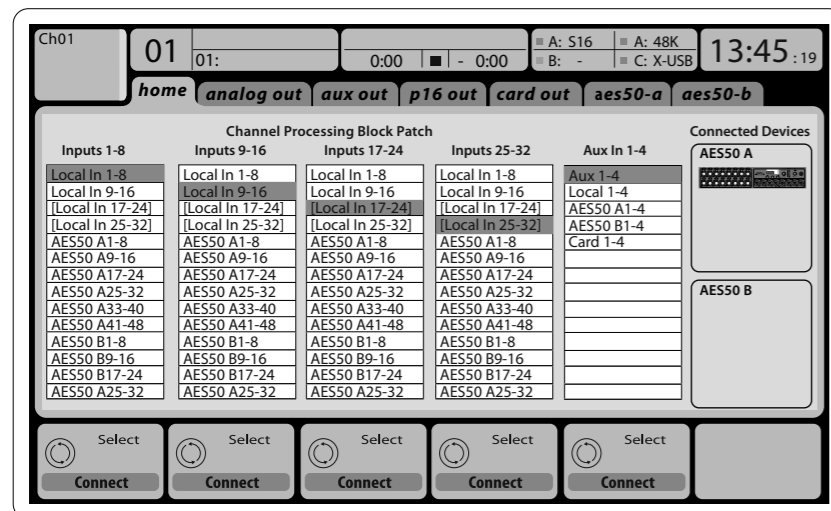 Ch01
01
01:
0:00 - 0:00
A: S16
B: -
A: 48K
C: X-USB
13:45 :19
home
analog out
aux out
p16 out
card out
aes50-a
aes50-b
Channel Processing Block Patch
Connected Devices
Inputs 1-8
Inputs 9-16
Inputs 17-24
Inputs 25-32
Aux In 1-4
Local In 1-8
Local In 9-16
[Local In 17-24]
[Local In 25-32]
AES50 A1-8
AES50 A9-16
AES50 A17-24
AES50 A25-32
AES50 A33-40
AES50 A41-48
AES50 B1-8
AES50 B9-16
AES50 B17-24
AES50 A25-32
Local In 1-8
Local In 9-16
[Local In 17-24]
[Local In 25-32]
AES50 A1-8
AES50 A9-16
AES50 A17-24
AES50 A25-32
AES50 A33-40
AES50 A41-48
AES50 B1-8
AES50 B9-16
AES50 B17-24
AES50 A25-32
Local In 1-8
Local In 9-16
[Local In 17-24]
[Local In 25-32]
AES50 A1-8
AES50 A9-16
AES50 A17-24
AES50 A25-32
AES50 A33-40
AES50 A41-48
AES50 B1-8
AES50 B9-16
AES50 B17-24
AES50 A25-32
Local In 1-8
Local In 9-16
[Local In 17-24]
[Local In 25-32]
AES50 A1-8
AES50 A9-16
AES50 A17-24
AES50 A25-32
AES50 A33-40
AES50 A41-48
AES50 B1-8
AES50 B9-16
AES50 B17-24
AES50 A25-32
Aux 1-4
Local 1-4
AES50 A1-4
AES50 B1-4
Card 1-4
AES50 A
AES50 B
Select
Connect
Select
Connect
Select
Connect
Select
Connect
Select
Connect